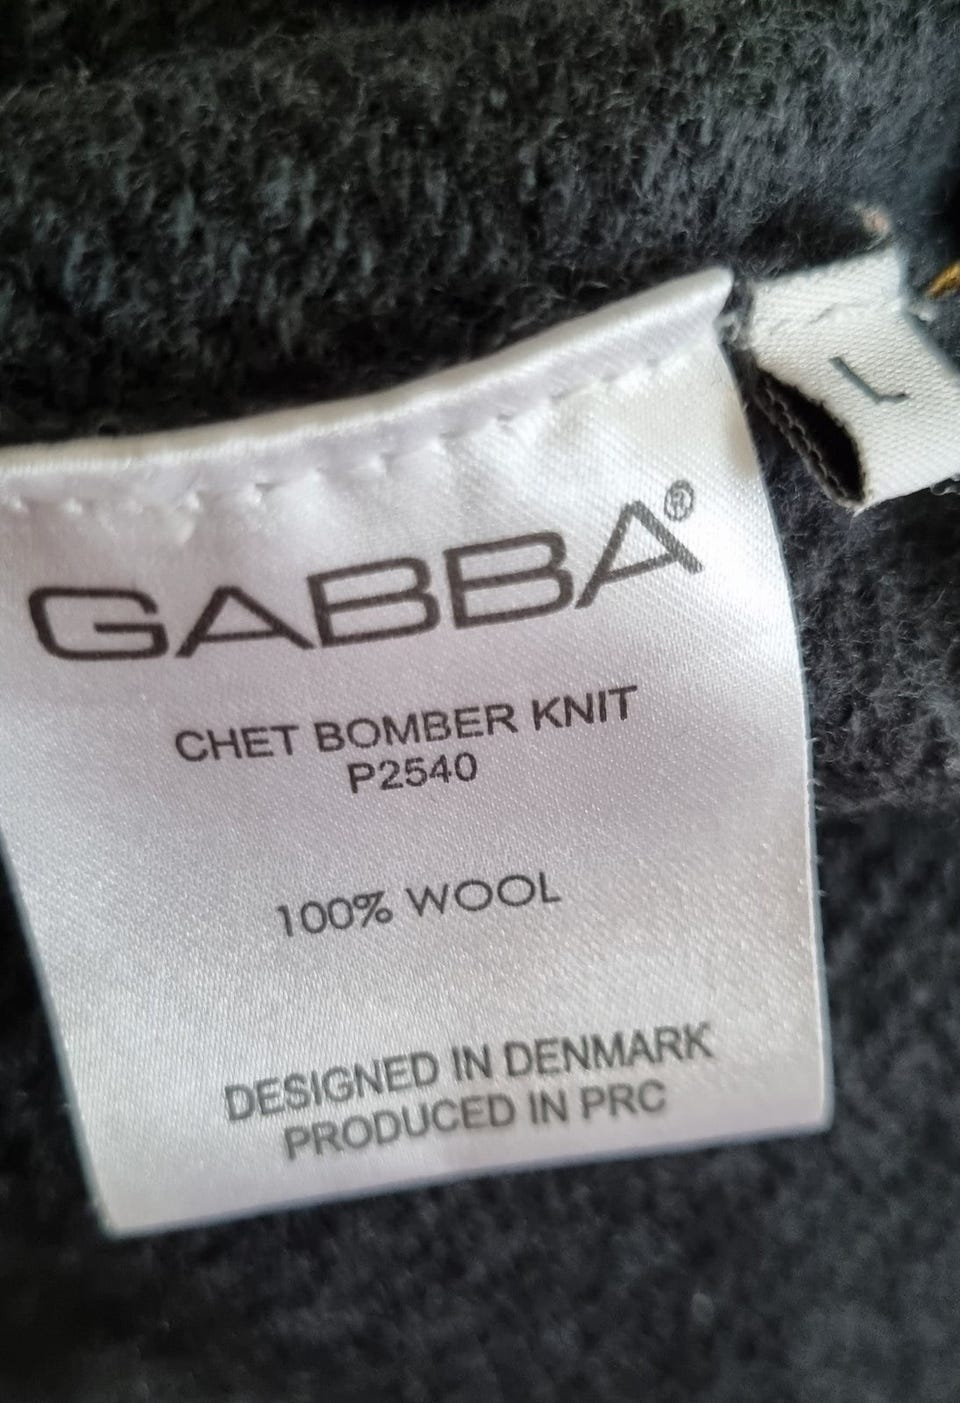 GABBA®
L
CHET BOMBER KNIT
P2540
100% WOOL
DESIGNED IN DENMARK
PRODUCED IN PRC